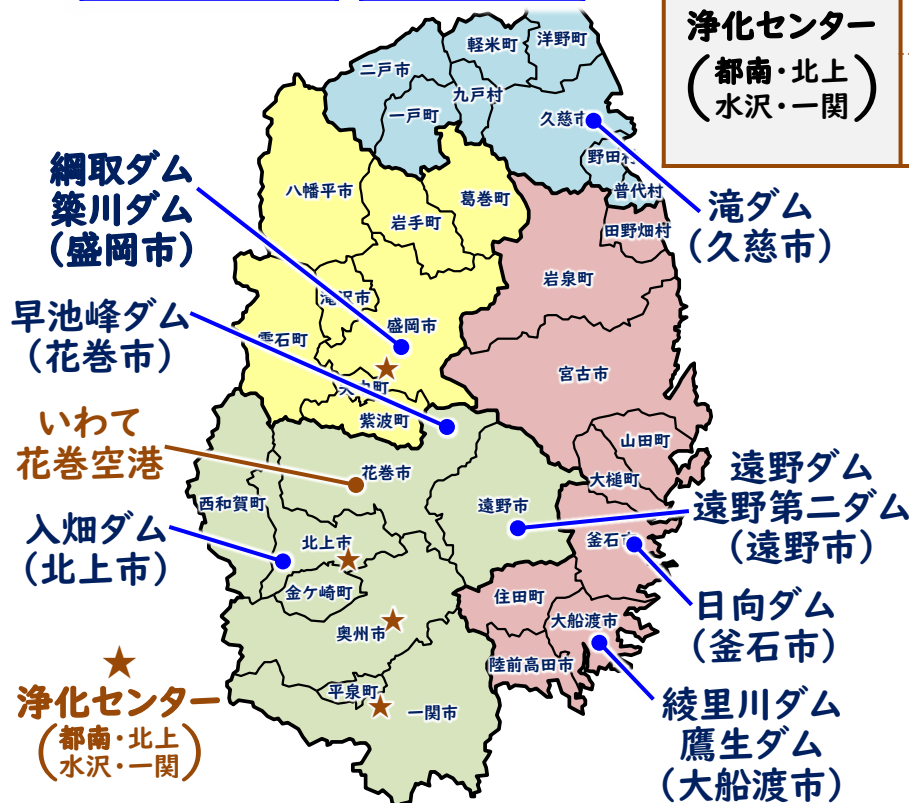 浄化センター
(都南・北上
水沢・一関)
洋野町
軽米町
二戸市
九戸村
一戸町
久慈市
野田村
普代村
綱取ダム
簗川ダム
(盛岡市)
八幡平市
葛巻町
岩手町
田野畑村
滝ダム
(久慈市)
岩泉町
滝沢市
早池峰ダム
(花巻市)
盛岡市
雫石町
宮古市
矢巾町
紫波町
いわて
花巻空港
山田町
大槌町
花巻市
西和賀町
遠野市
遠野ダム
遠野第二ダム
(遠野市)
入畑ダム
(北上市)
北上市
釜石市
金ケ崎町
住田町
日向ダム
(釜石市)
奥州市
大船渡市
陸前高田市
★
浄化センター
(都南・北上
水沢・一関)
平泉町
一関市
綾里川ダム
鷹生ダム
(大船渡市)